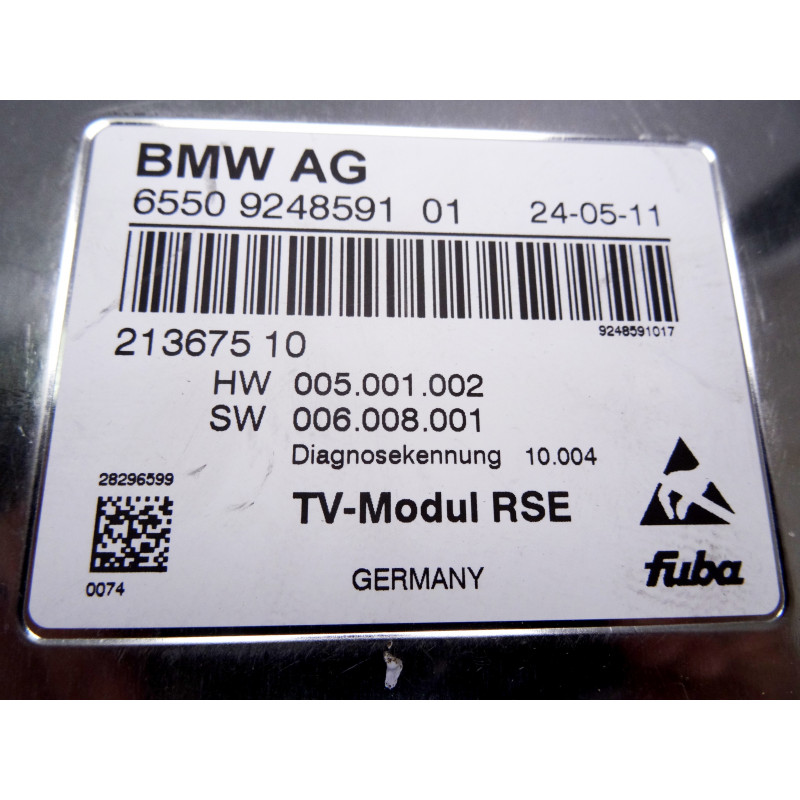 BMW AG
6550 9248591 01 24-05-11
9248591017
213675 10
HW 005.001.002
SW 006.008.001
Diagnosekennung 10.004
28296599
TV-Modul RSE
fuba
GERMANY
0074